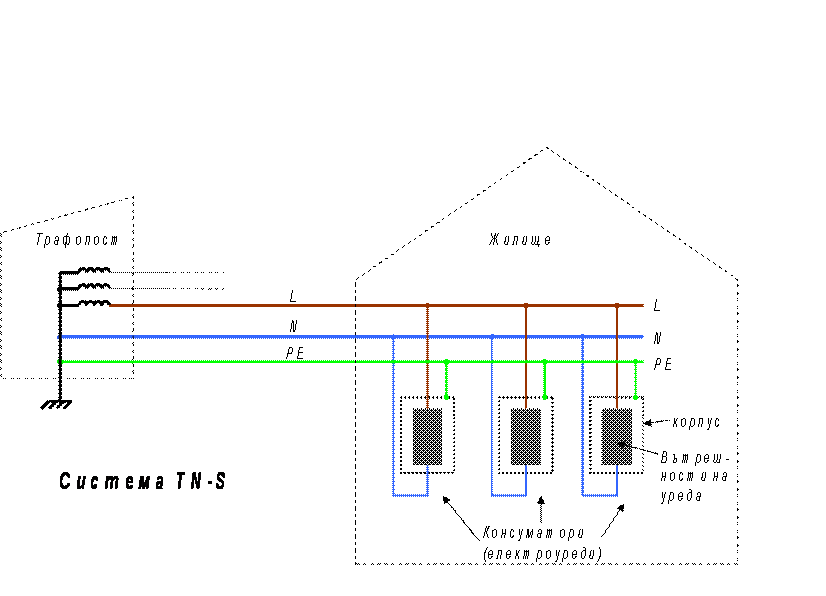 Трафопост
Жилище
L
L
N
N
PE
PE
корпус
Вътреш-
ности на
уреда
Система TN-S
Консуматори
(електроуреди)